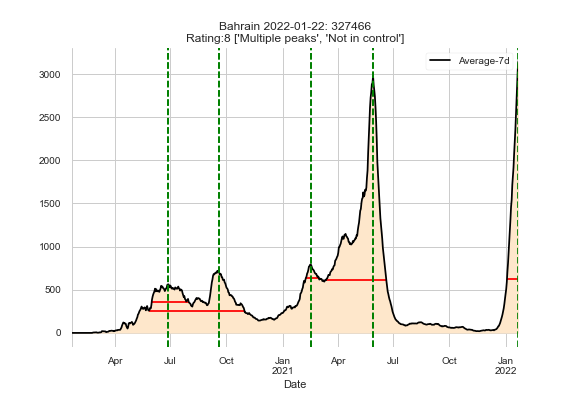 Bahrain 2022-01-22: 327466
Rating:8 ['Multiple peaks', 'Not in control']
Average-7d
3000
2500
2000
1500
1000
500
0
Apr Jul Oct Jan Apr Jul Oct Jan
2021 2022
Date